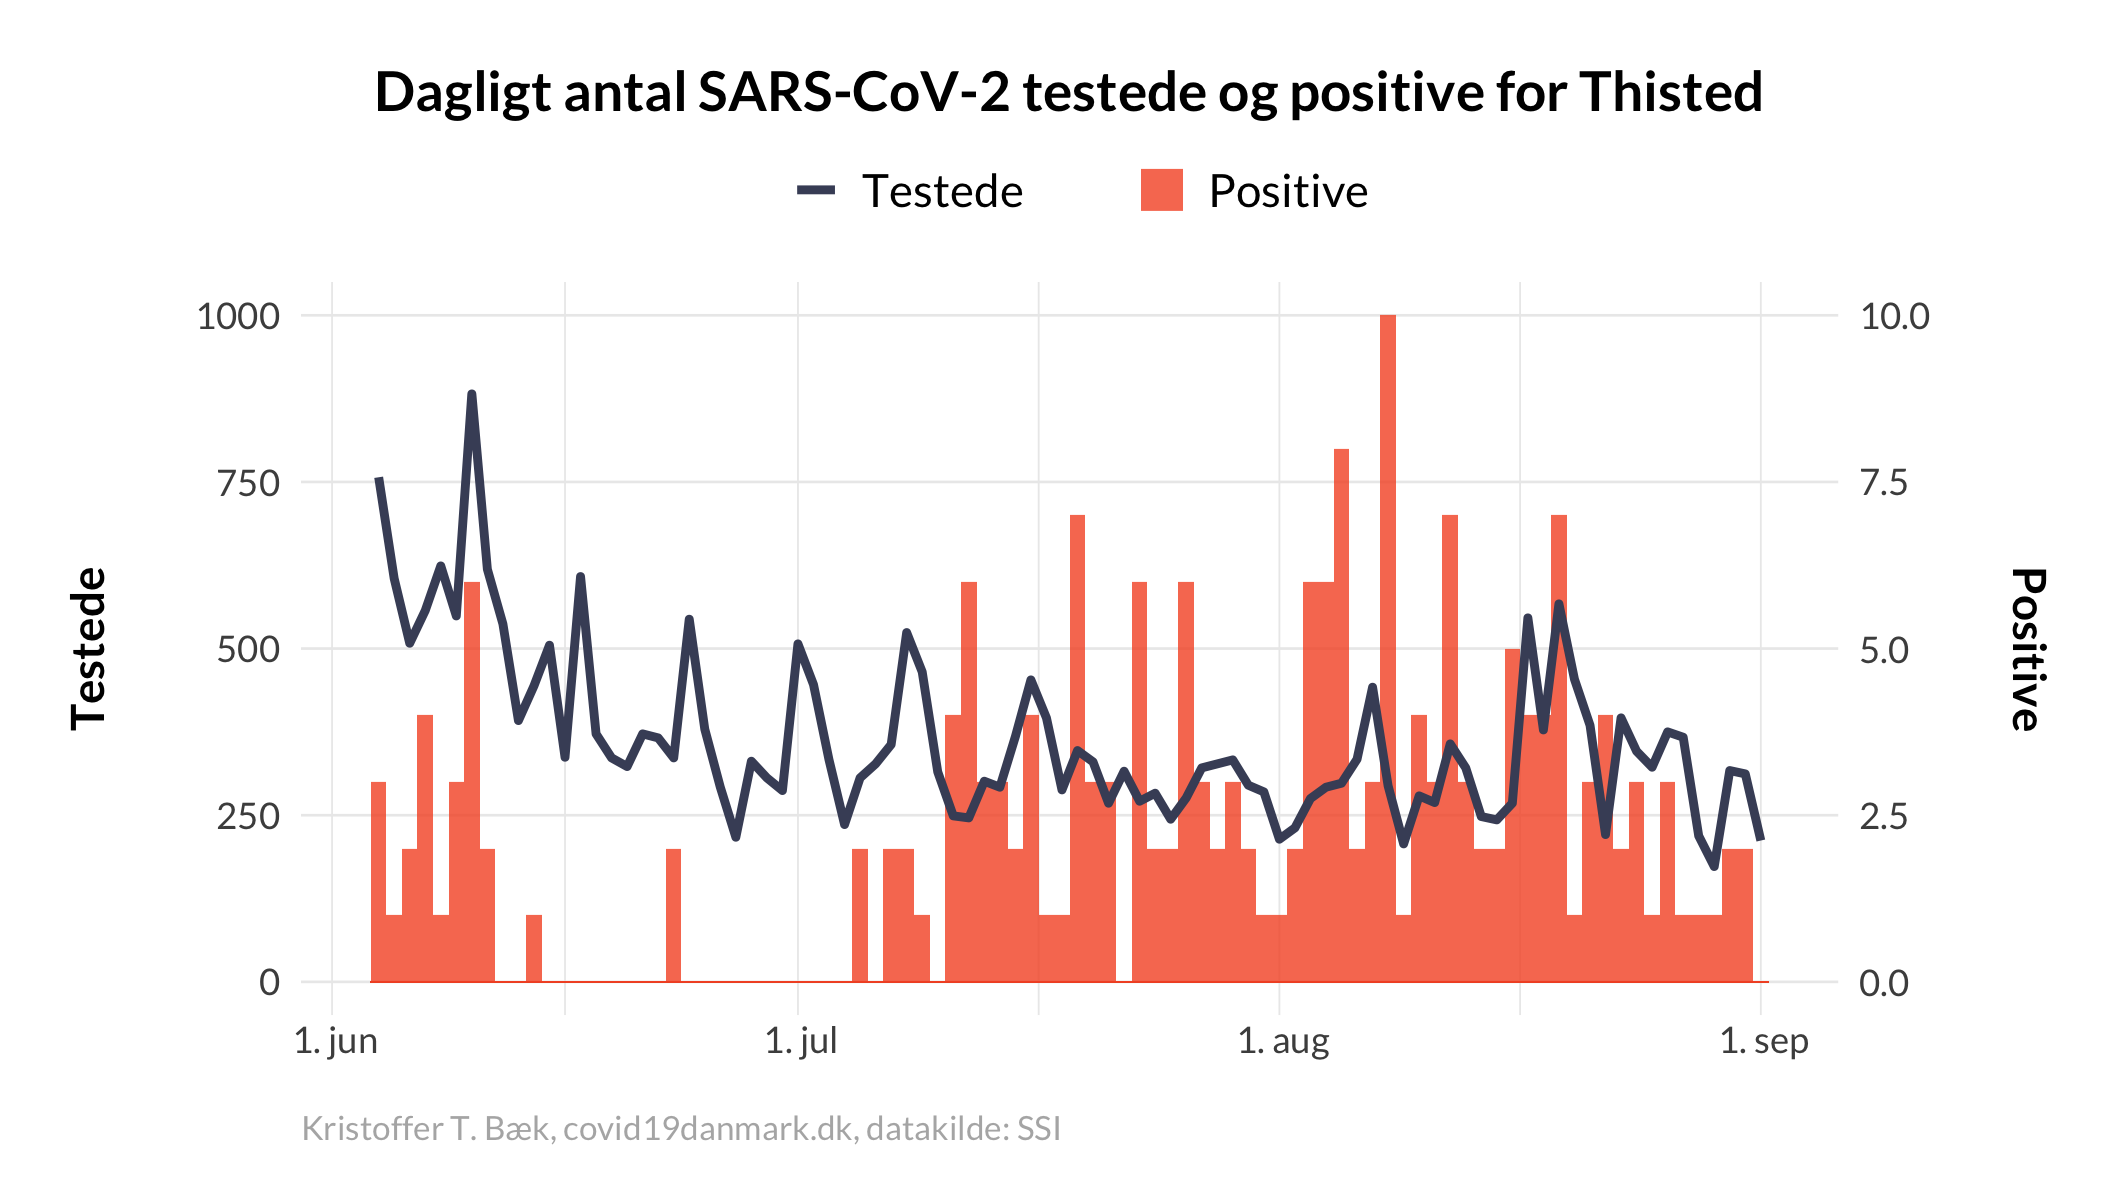 Dagligt antal SARS-CoV-2 testede og positive for Thisted
Testede
Positive
1000
750
500
250
0
10.0
7.5
5.0
2.5
0.0
Testede
Positive
1. jun
1. jul
1. aug
1. sep
Kristoffer T. Bæk, covid19danmark.dk, datakilde: SSI